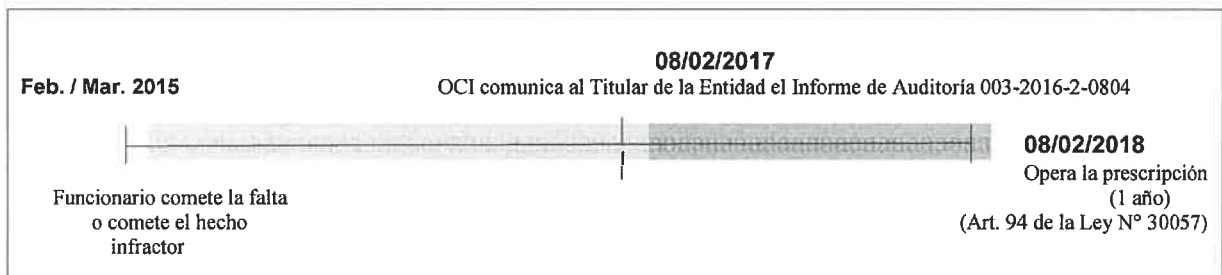 08/02/2017
Feb. / Mar. 2015
OCI comunica al Titular de la Entidad el Informe de Auditoría 003-2016-2-0804
08/02/2018
Opera la prescripción
(1 año)
(Art. 94 de la Ley N° 30057)
Funcionario comete la falta
o comete el hecho
infractor